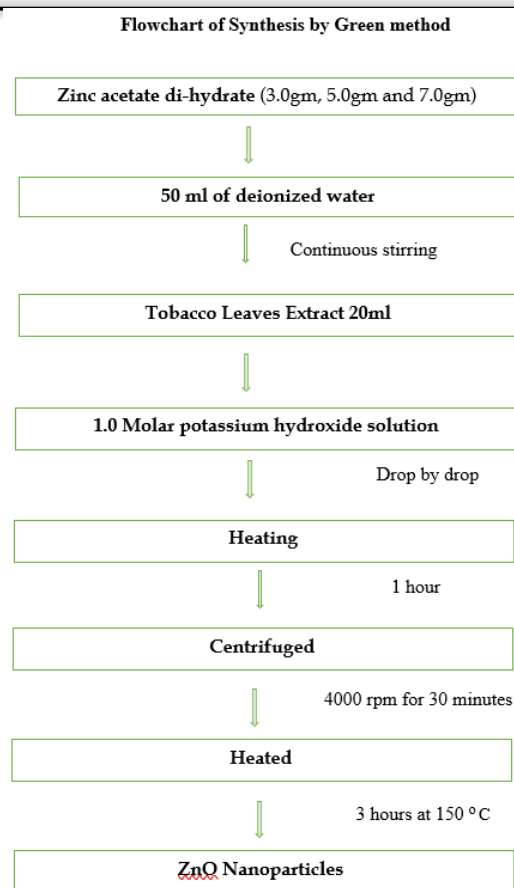 Flowchart of Synthesis by Green method
Zinc acetate di-hydrate (3.0gm, 5.0gm and 7.0gm)
50 ml of deionized water
Continuous stirring
Tobacco Leaves Extract 20ml
1.0 Molar potassium hydroxide solution
Drop by drop
Heating
1 hour
Centrifuged
4000 rpm for 30 minutes
Heated
3 hours at 150 °C
ZnO Nanoparticles